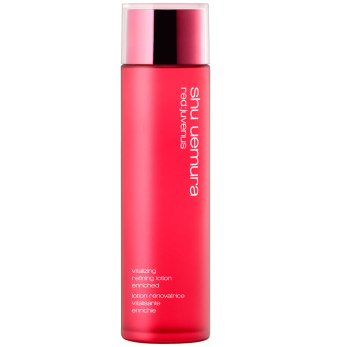 shu uemura
red:juvenus
vitalizing
refining lotion
enriched
lotion rénovatrice
vitalisante
enrichie